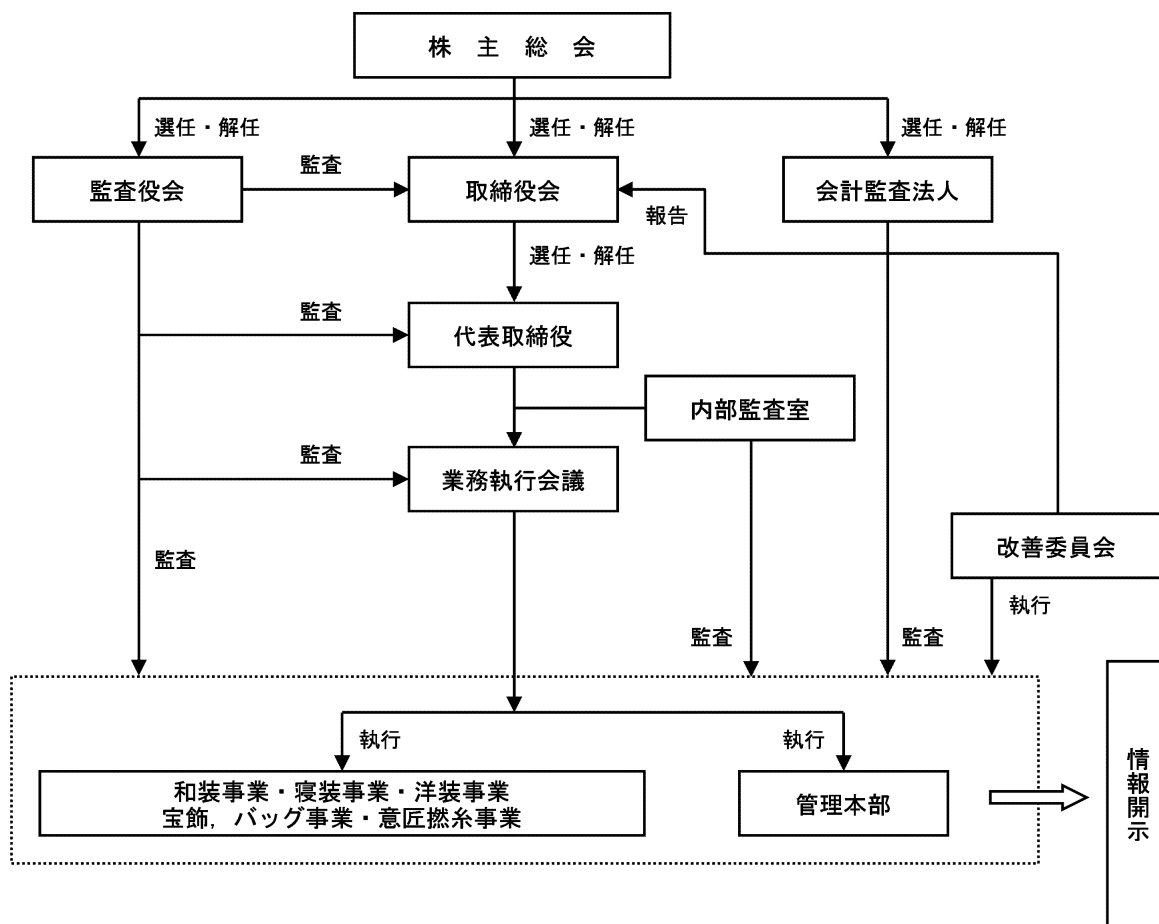 株　主　総　会
選任・解任
選任・解任
選任・解任
監査役会
監査
取締役会
会計監査法人
報告
選任・解任
監査
代表取締役
内部監査室
監査
業務執行会議
改善委員会
監査
執行
監査
監査
執行
執行
和装事業・寝装事業・洋装事業
宝飾，バッグ事業・意匠撚糸事業
管理本部
情報開示